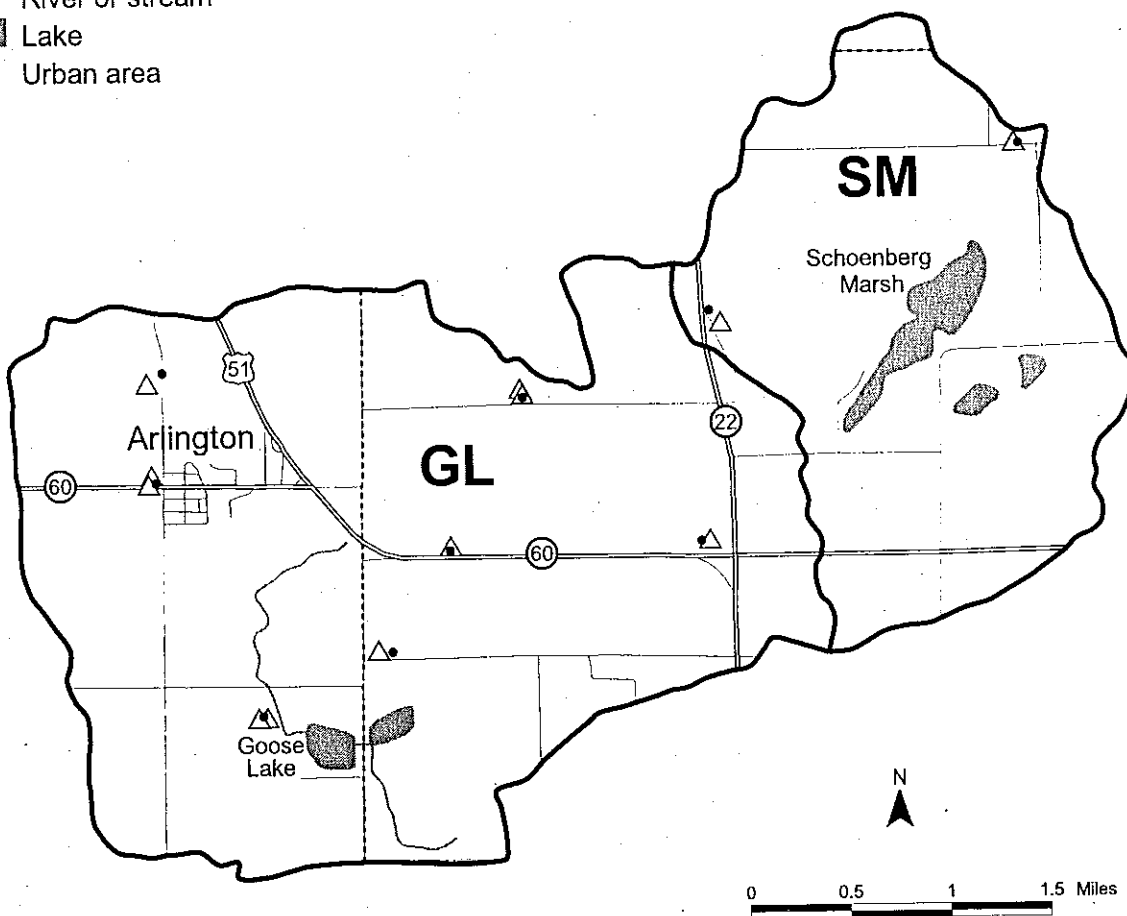 River or stream
Lake
Urban area
SM
Schoenberg
Marsh
51
Arlington
22
GL
60
60
Goose
Lake
N
0 0.5 1 1.5 Miles